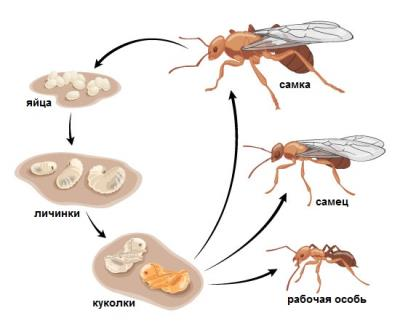 самка
яйца
личинки
самец
куколки
рабочая особь